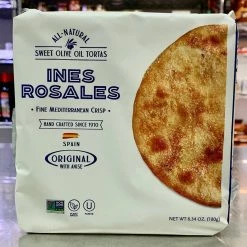 ALL-NATURAL
SWEET OLIVE OIL TORTAS
INES
ROSALES
• FINE MEDITERRANEAN CRISP •
HAND CRAFTED SINCE 1910
SPAIN
ORIGINAL
WITH ANISE
NET WT 6.34 OZ. (180g)